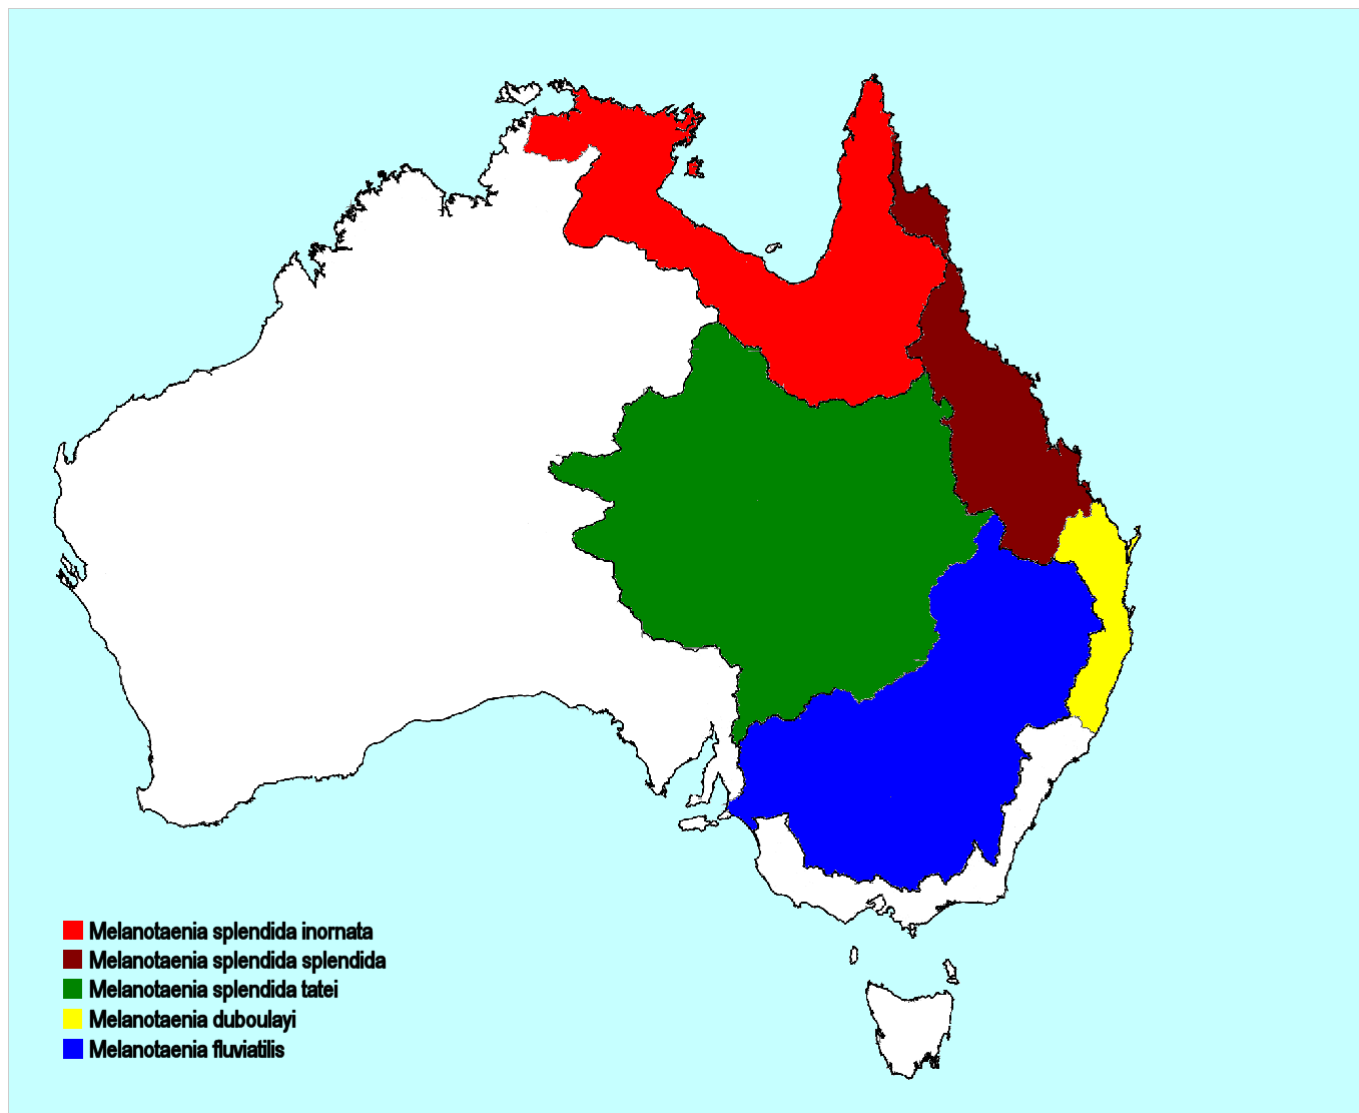 Melanotaenia splendida inornata
Melanotaenia splendida splendida
Melanotaenia splendida tatei
Melanotaenia duboulayi
Melanotaenia fluviatilis